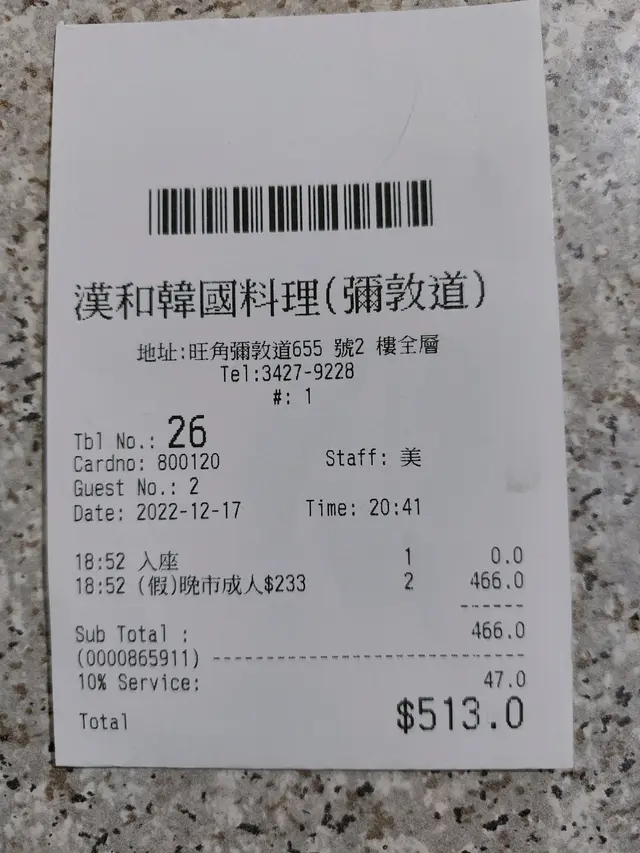 漢和韓國料理(彌敦道)
地址:旺角彌敦道655 號2 樓全層
Tel:3427-9228
#: 1
Tbl No.: 26
Cardno: 800120 Staff: 美
Guest No.: 2
Date: 2022-12-17 Time: 20:41
18:52 入座 1 0.0
18:52 (假)晚市成人$233 2 466.0
------
Sub Total : 466.0
(0000865911) --------------------------
10% Service: 47.0
Total $513.0